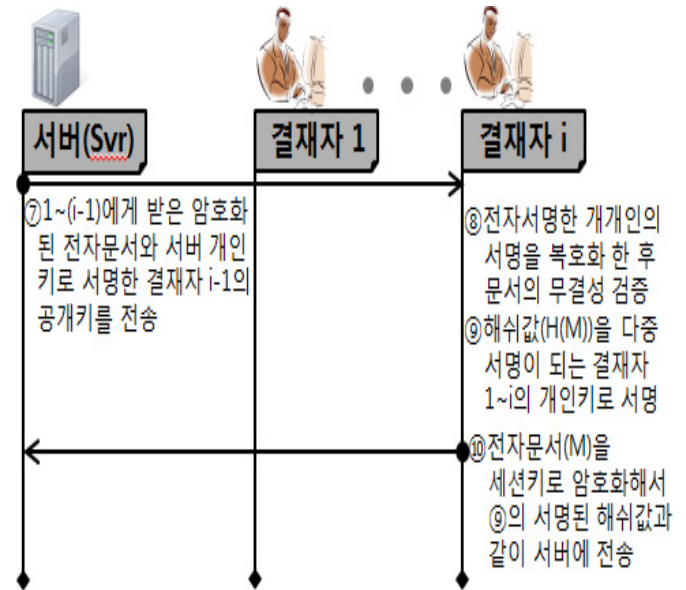 서버(Svr)
결재자 1
결재자 i
⑦1~(i-1)에게 받은 암호화
된 전자문서와 서버 개인
키로 서명한 결재자 i-1의
공개키를 전송
⑧전자서명한 개개인의
서명을 복호화 한 후
문서의 무결성 검증
⑨해쉬값(H(M))을 다중
서명이 되는 결재자
1~i의 개인키로 서명
⑩전자문서(M)을
세션키로 암호화해서
⑨의 서명된 해쉬값과
같이 서버에 전송